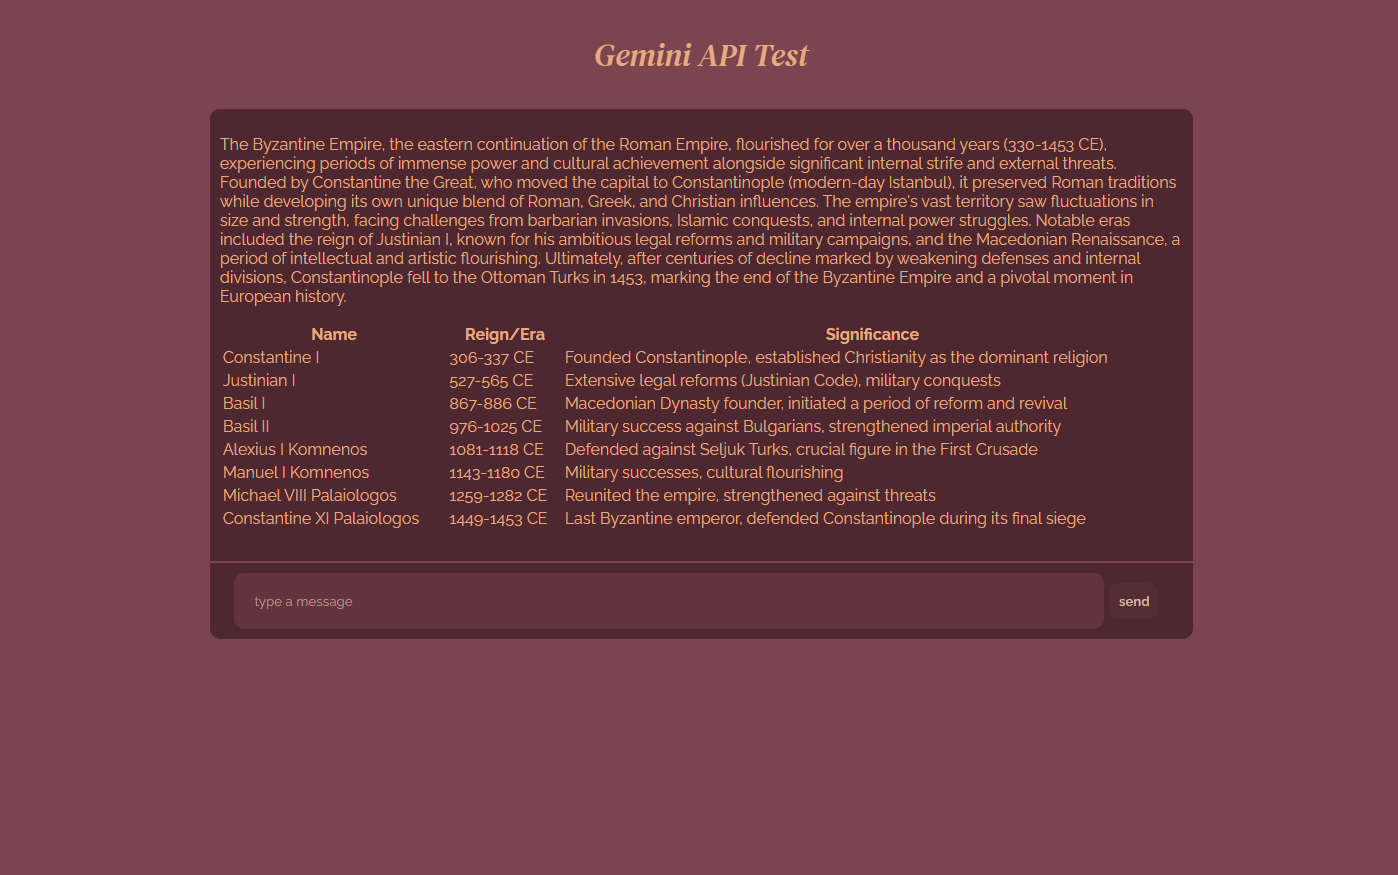 Gemini API Test
The Byzantine Empire, the eastern continuation of the Roman Empire, flourished for over a thousand years (330-1453 CE),
experiencing periods of immense power and cultural achievement alongside significant internal strife and external threats.
Founded by Constantine the Great, who moved the capital to Constantinople (modern-day Istanbul), it preserved Roman traditions
while developing its own unique blend of Roman, Greek, and Christian influences. The empire's vast territory saw fluctuations in
size and strength, facing challenges from barbarian invasions, Islamic conquests, and internal power struggles. Notable eras
included the reign of Justinian I, known for his ambitious legal reforms and military campaigns, and the Macedonian Renaissance, a
period of intellectual and artistic flourishing. Ultimately, after centuries of decline marked by weakening defenses and internal
divisions, Constantinople fell to the Ottoman Turks in 1453, marking the end of the Byzantine Empire and a pivotal moment in
European history.
Name Reign/Era Significance
Constantine I 306-337 CE Founded Constantinople, established Christianity as the dominant religion
Justinian I 527-565 CE Extensive legal reforms (Justinian Code), military conquests
Basil I 867-886 CE Macedonian Dynasty founder, initiated a period of reform and revival
Basil II 976-1025 CE Military success against Bulgarians, strengthened imperial authority
Alexius I Komnenos 1081-1118 CE Defended against Seljuk Turks, crucial figure in the First Crusade
Manuel I Komnenos 1143-1180 CE Military successes, cultural flourishing
Michael VIII Palaiologos 1259-1282 CE Reunited the empire, strengthened against threats
Constantine XI Palaiologos 1449-1453 CE Last Byzantine emperor, defended Constantinople during its final siege
type a message send